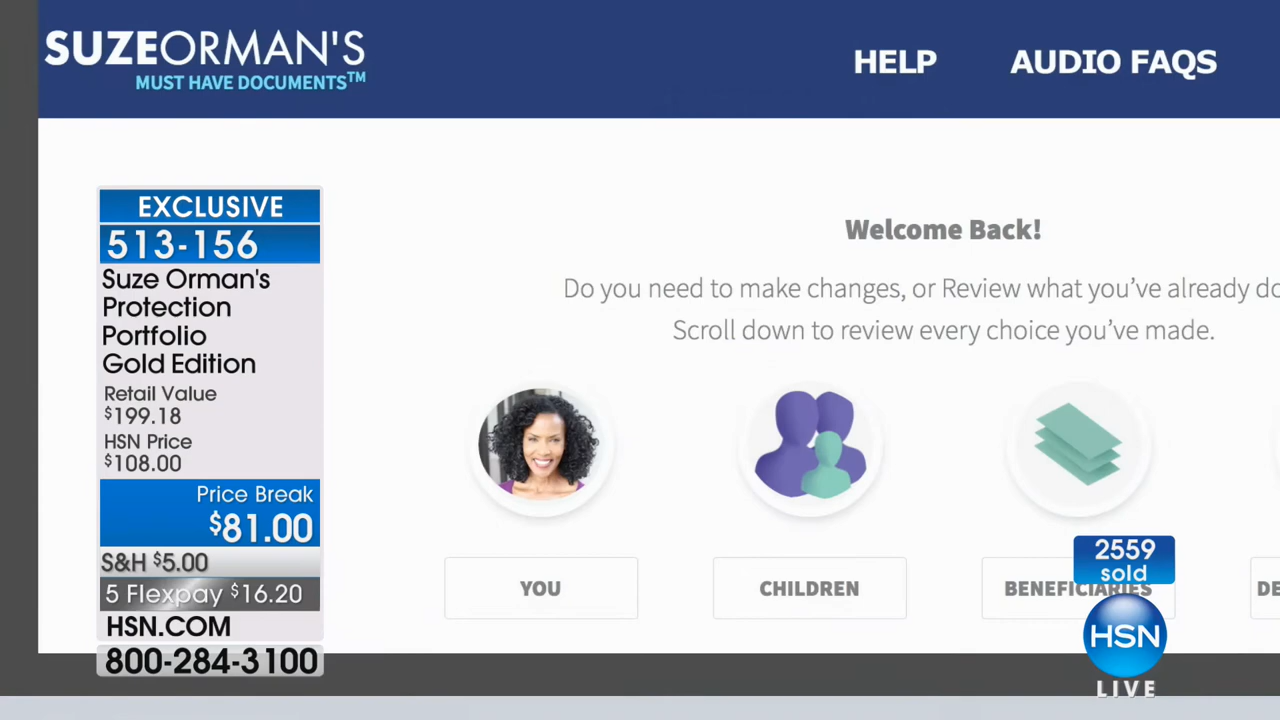 SUZEORMAN'S
MUST HAVE DOCUMENTS™
HELP
AUDIO FAQS
EXCLUSIVE
513-156
Suze Orman's
Protection
Portfolio
Gold Edition
Retail Value
$199.18
HSN Price
$108.00
Price Break
$81.00
S&H $5.00
5 Flexpay $16.20
HSN.COM
800-284-3100
Welcome Back!
Do you need to make changes, or Review what you've already do
Scroll down to review every choice you've made.
YOU
CHILDREN
BENEFICIARIES
DE
2559
sold
HSN
LIVE